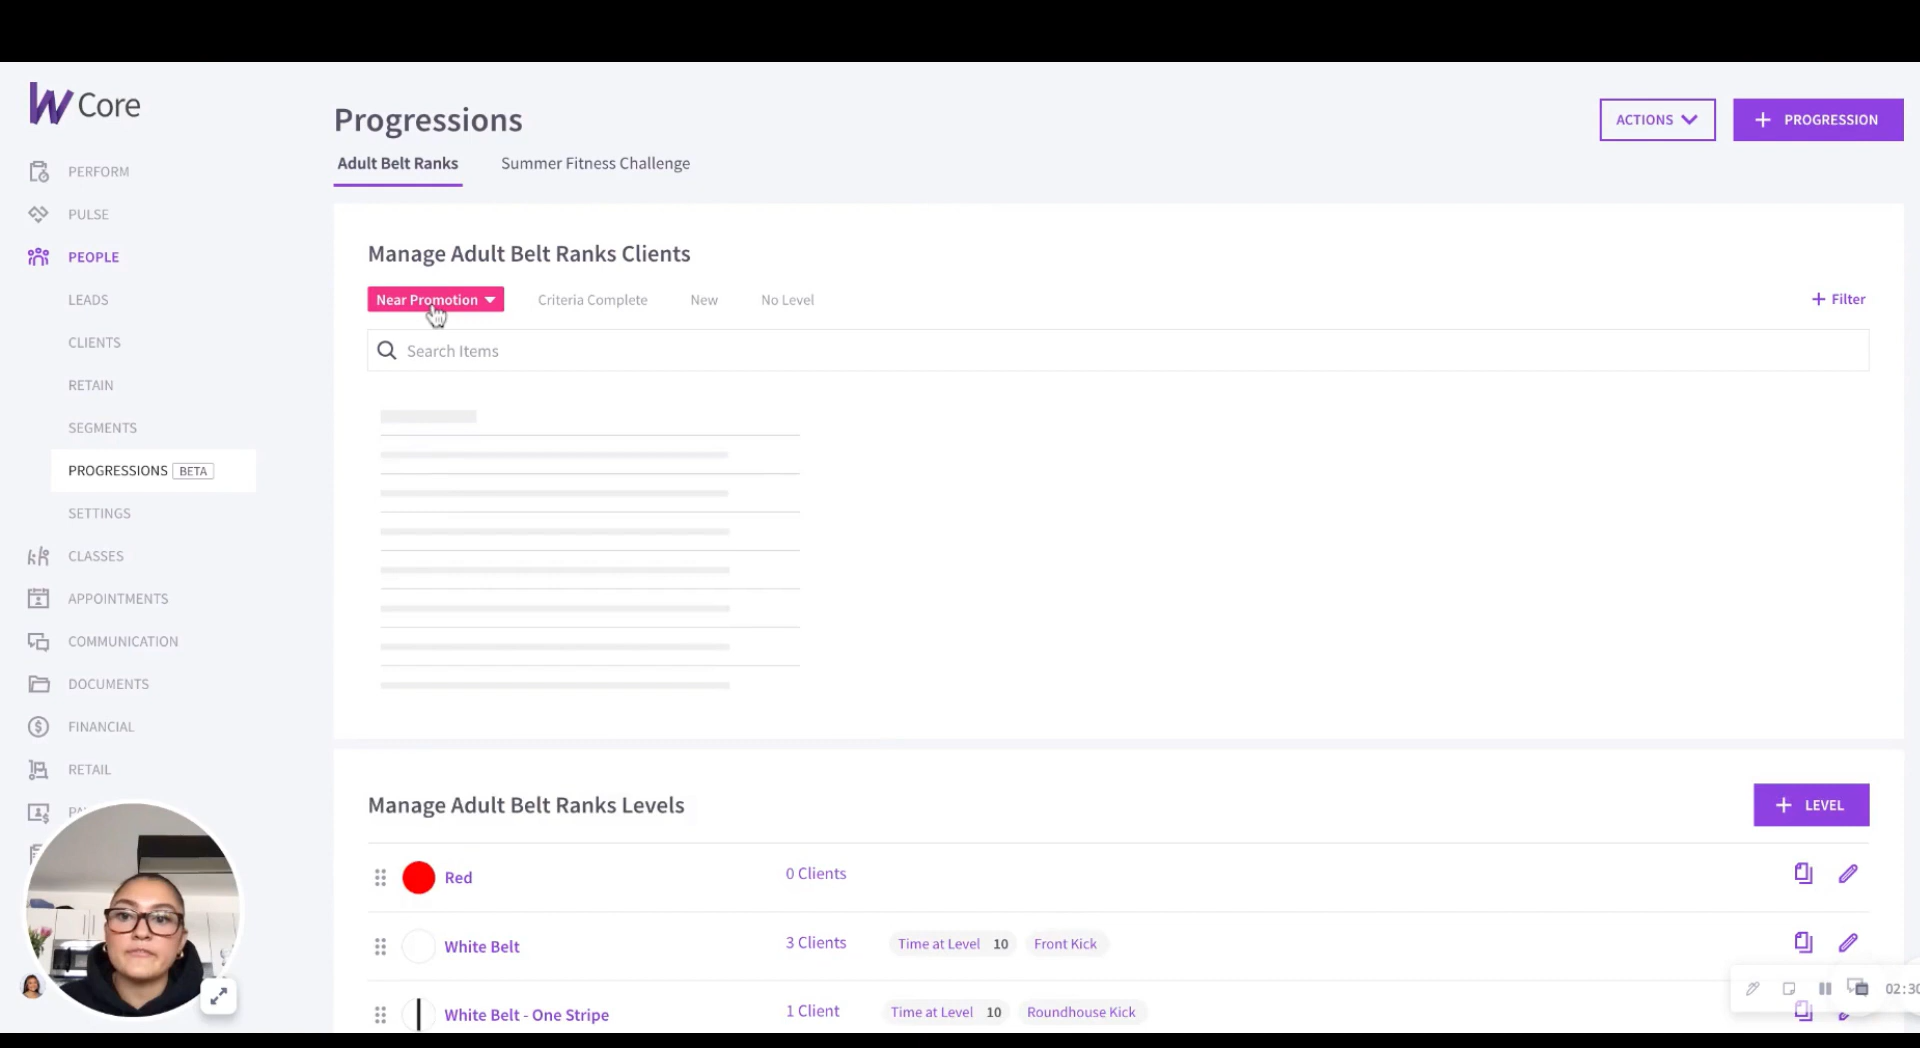 W Core
PERFORM
PULSE
PEOPLE
LEADS
CLIENTS
RETAIN
SEGMENTS
PROGRESSIONS BETA
SETTINGS
CLASSES
APPOINTMENTS
COMMUNICATION
DOCUMENTS
FINANCIAL
RETAIL
Progressions
ACTIONS
+ PROGRESSION
Adult Belt Ranks Summer Fitness Challenge
Manage Adult Belt Ranks Clients
Near Promotion Criteria Complete New No Level + Filter
Search Items
Manage Adult Belt Ranks Levels
+ LEVEL
Red 0 Clients
White Belt 3 Clients Time at Level 10 Front Kick
White Belt - One Stripe 1 Client Time at Level 10 Roundhouse Kick
02:30